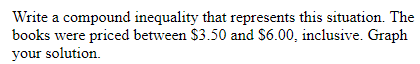 Write a compound inequality that represents this situation. The
books were priced between $3.50 and $6.00, inclusive. Graph
your solution.